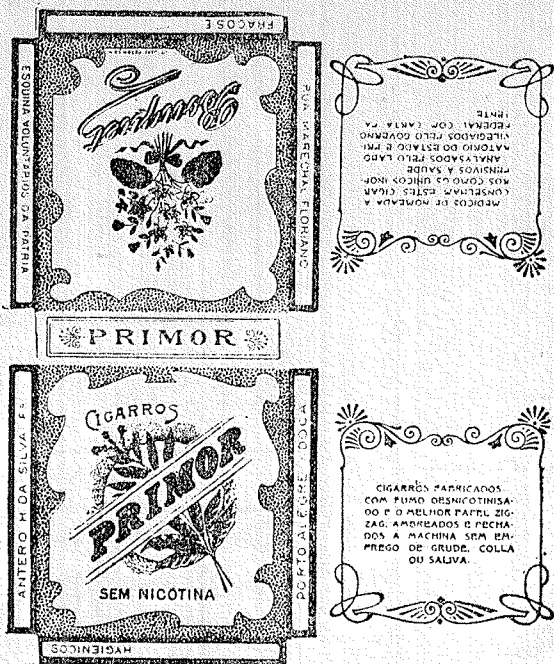 FRACOS E
ESQUINA VOLUNTARIOS DA PATRIA
Bouquet
RUA MARECHAL FLORIANO
MEDICOS DE NOMEADA A
CONSELHAM ESTES CIGAR
ROS COMO OS UNICOS INOF
FENSIVOS A SAUDE
ANALYSADOS PELO LABO
RATORIO DO ESTADO E PRI
VILEGIADOS PELO GOVERNO
FEDERAL COM CARTA PA
TENTE
PRIMOR
ANTERO H DA SILVA
CIGARROS
PRIMOR
SEM NICOTINA
PORTO ALEGRE DOCA
HYGIENICOS
CIGARROS FABRICADOS
COM FUMO DESNICOTINISA-
DO E O MELHOR PAPEL ZIG-
ZAG, AMBREADOS E FECHA-
DOS A MACHINA SEM EM-
PREGO DE GRUDE, COLLA
OU SALIVA.